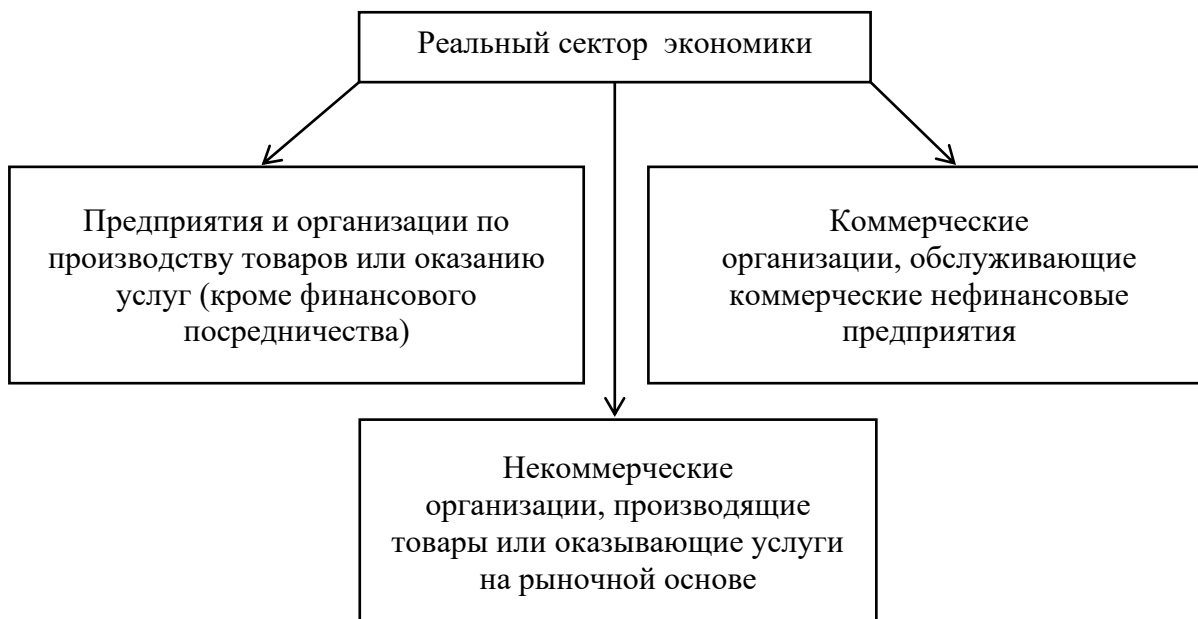 Реальный сектор экономики
Предприятия и организации по
производству товаров или оказанию
услуг (кроме финансового
посредничества)
Коммерческие
организации, обслуживающие
коммерческие нефинансовые
предприятия
Некоммерческие
организации, производящие
товары или оказывающие услуги
на рыночной основе